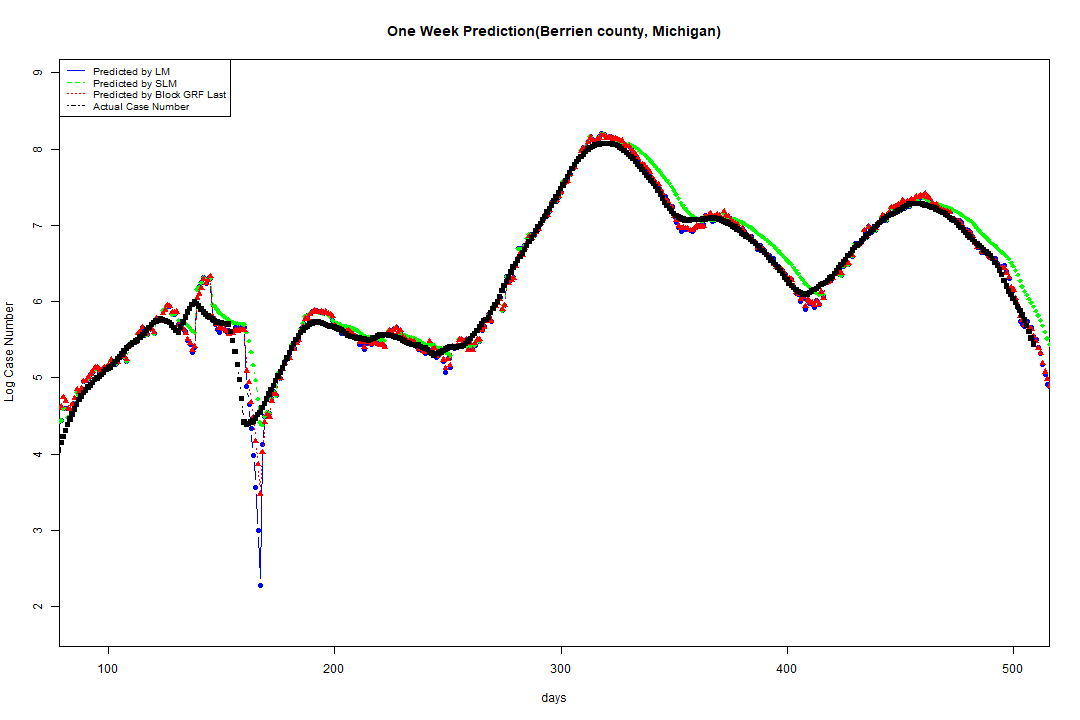 One Week Prediction(Berrien county, Michigan)
Predicted by LM
Predicted by SLM
Predicted by Block GRF Last
Actual Case Number
9
8
7
6
5
4
3
2
Log Case Number
100 200 300 400 500
days